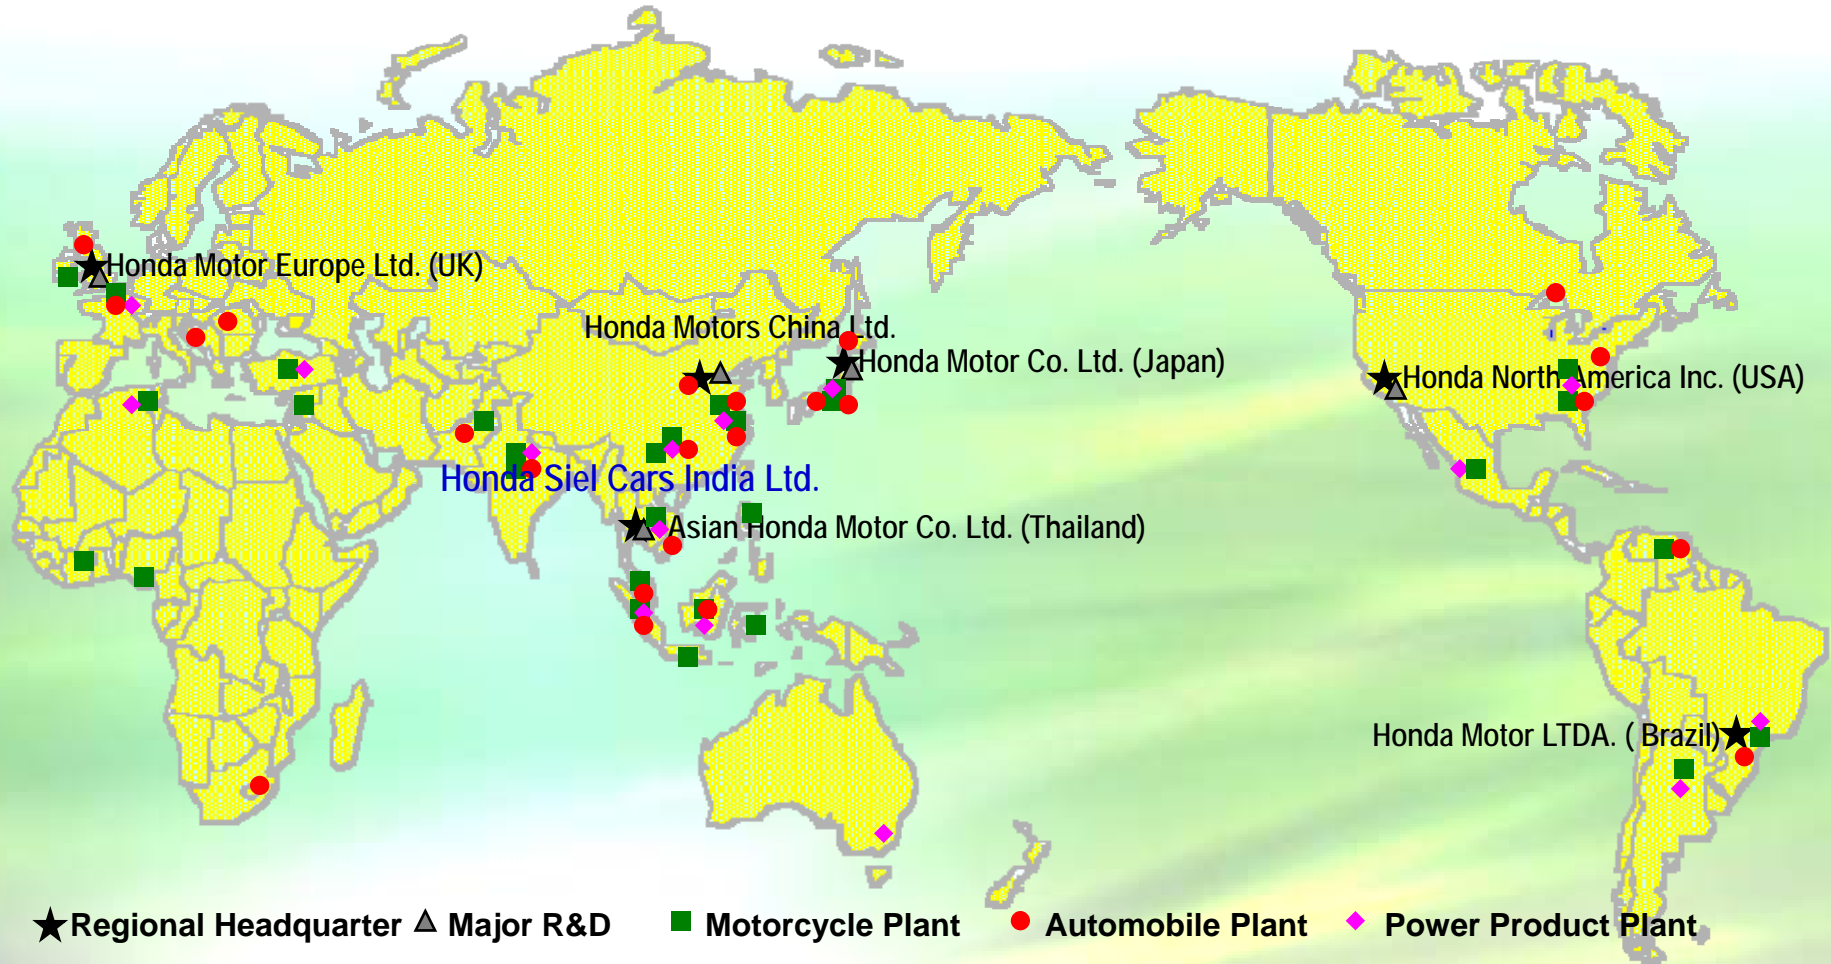 Honda Motor Europe Ltd. (UK)
Honda Motors China Ltd.
Honda Motor Co. Ltd. (Japan)
Honda North America Inc. (USA)
Honda Siel Cars India Ltd.
Asian Honda Motor Co. Ltd. (Thailand)
Honda Motor LTDA. ( Brazil)
Regional Headquarter Major R&D Motorcycle Plant Automobile Plant Power Product Plant